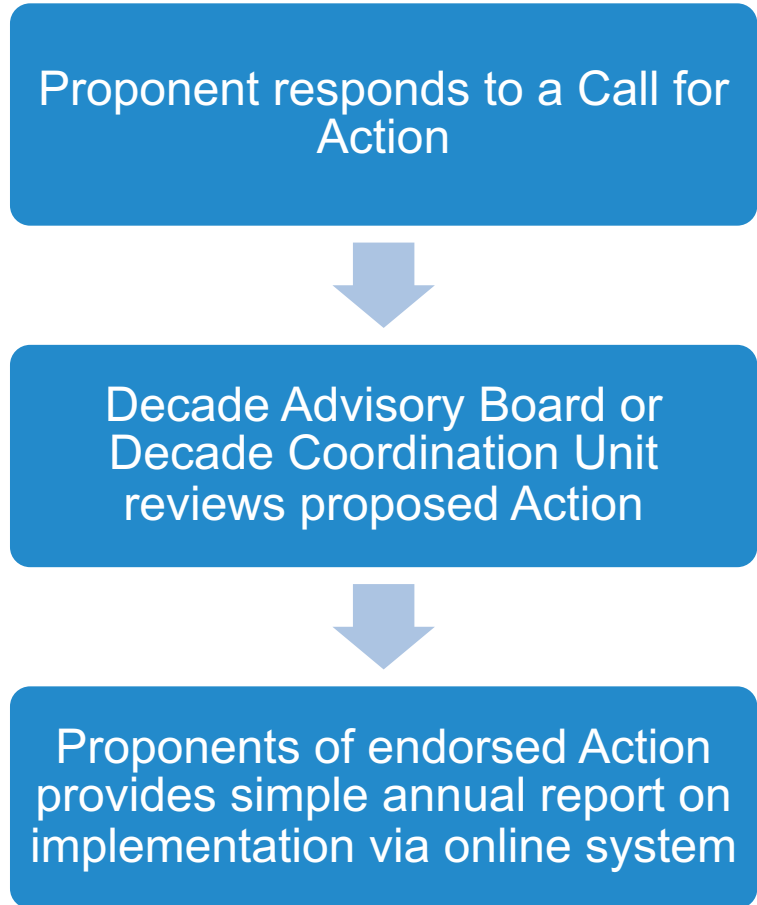 Proponent responds to a Call for
Action
Decade Advisory Board or
Decade Coordination Unit
reviews proposed Action
Proponents of endorsed Action
provides simple annual report on
implementation via online system